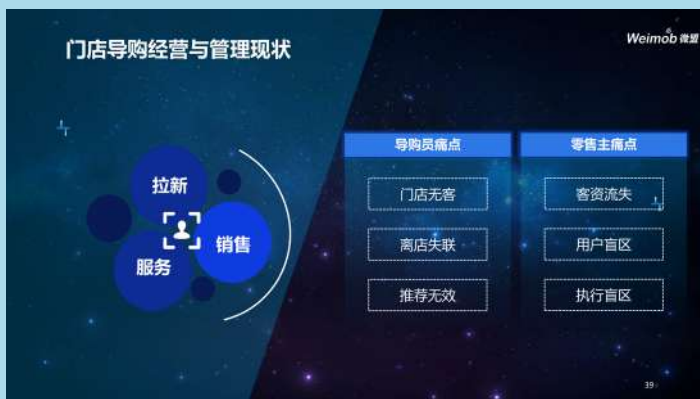 门店导购经营与管理现状
Weimob 微盟
拉新
销售
服务
导购员痛点
门店无客
离店失联
推荐无效
零售主痛点
客资流失
用户盲区
执行盲区
39